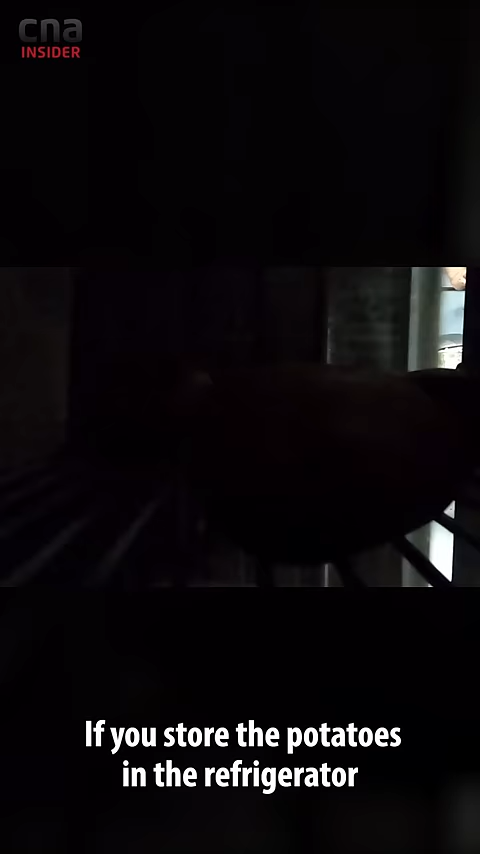 cna
INSIDER
If you store the potatoes
in the refrigerator